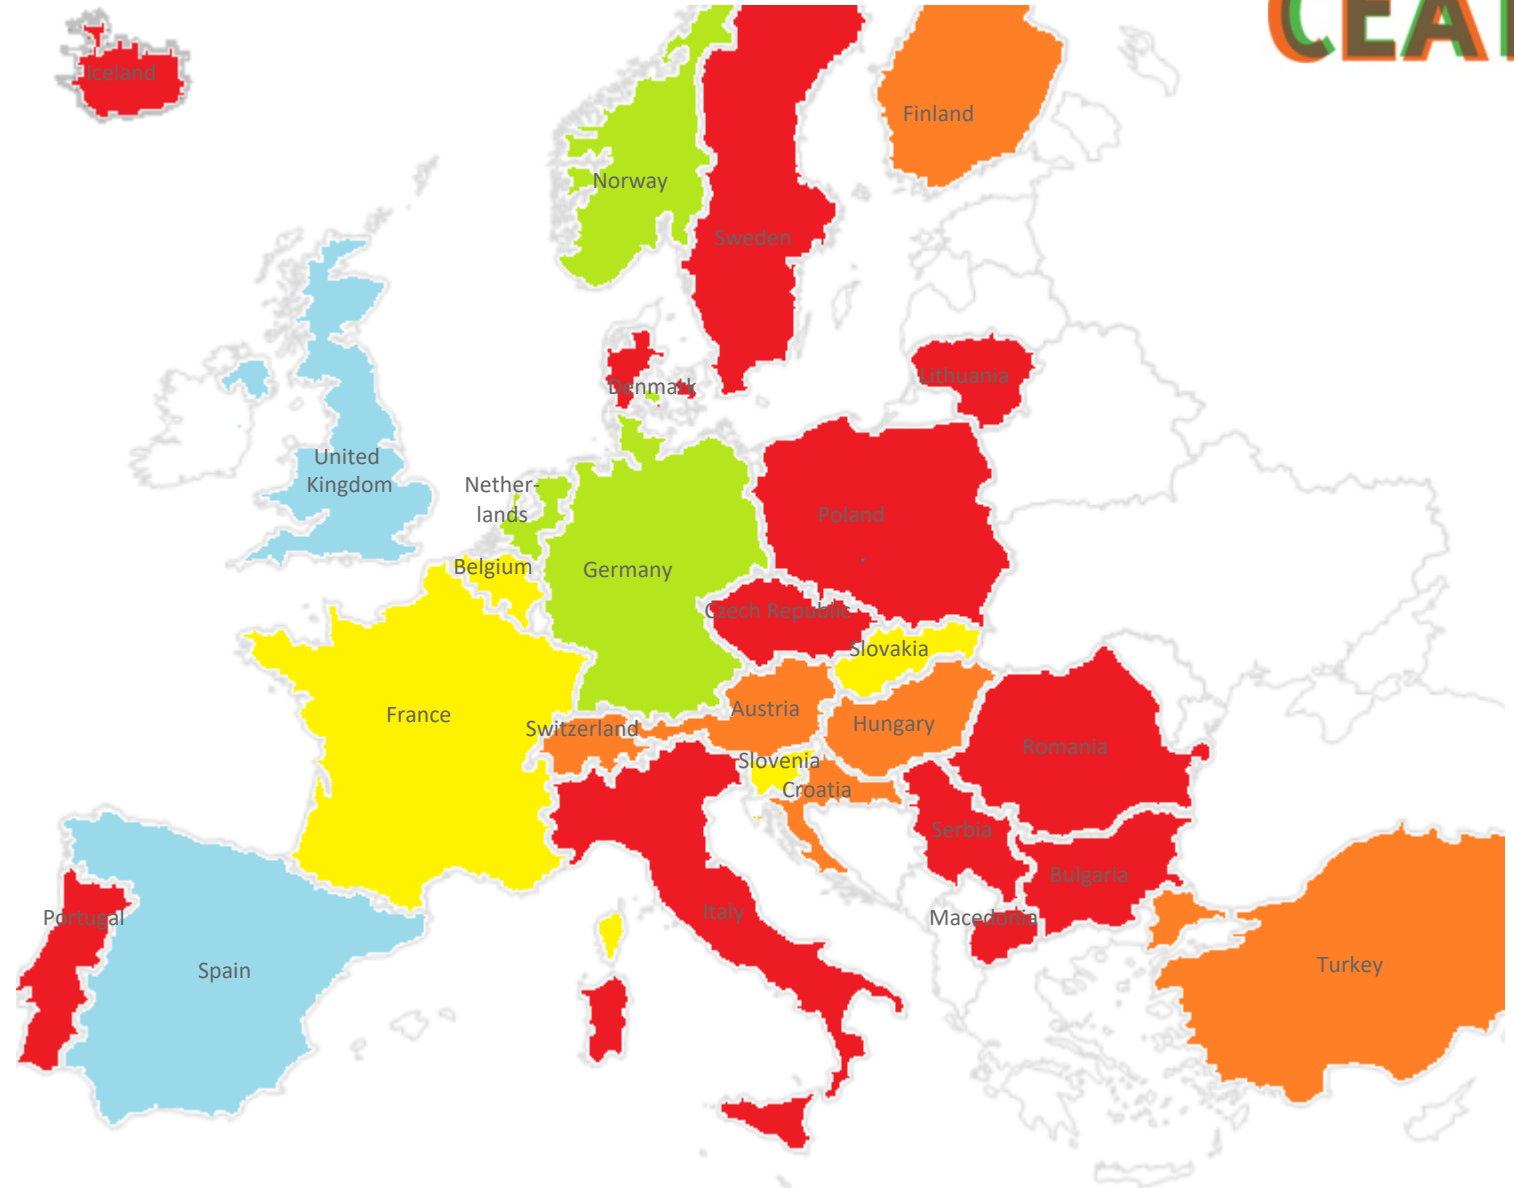 CEA
Iceland
Finland
Norway
Sweden
Denmark
Lithuania
United
Kingdom
Nether-
lands
Poland
Belgium
Germany
Czech Republic
Slovakia
France
Austria
Switzerland
Hungary
Romania
Slovenia
Croatia
Serbia
Bulgaria
Italy
Portugal
Macedonia
Spain
Turkey